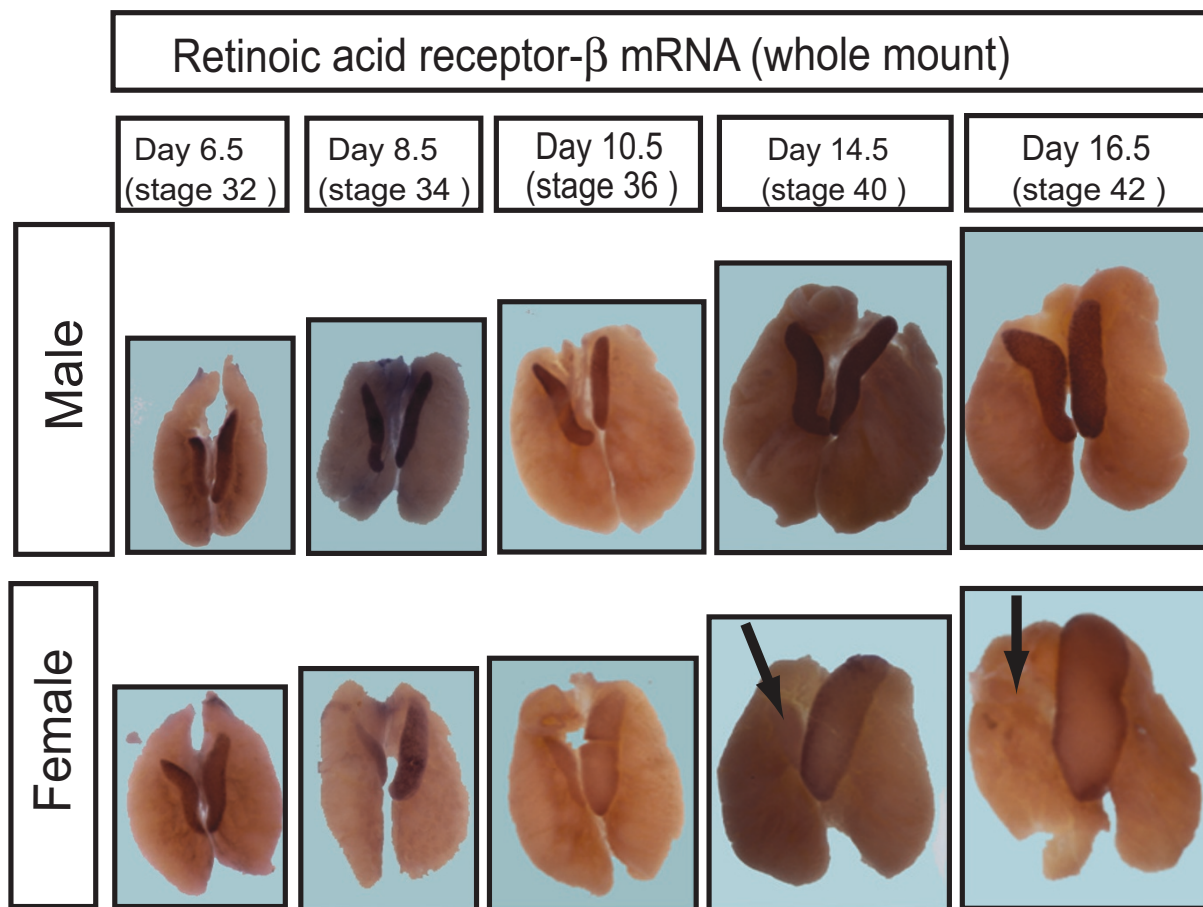 Retinoic acid receptor-β mRNA (whole mount)
Day 6.5
(stage 32 )
Day 8.5
(stage 34 )
Day 10.5
(stage 36 )
Day 14.5
(stage 40 )
Day 16.5
(stage 42 )
Male
Female